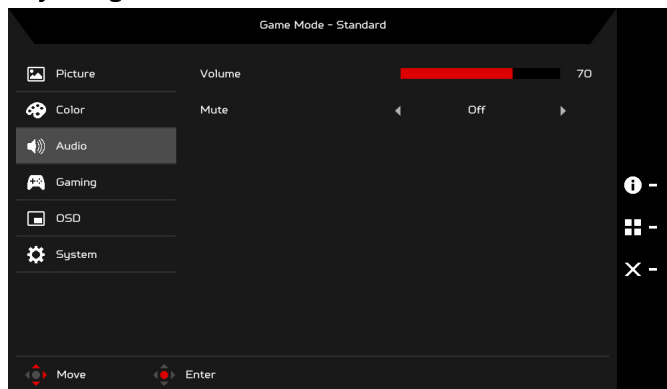 Game Mode - Standard
Picture
Volume
70
Color
Mute
Off
Audio
Gaming
OSD
System
Move
Enter